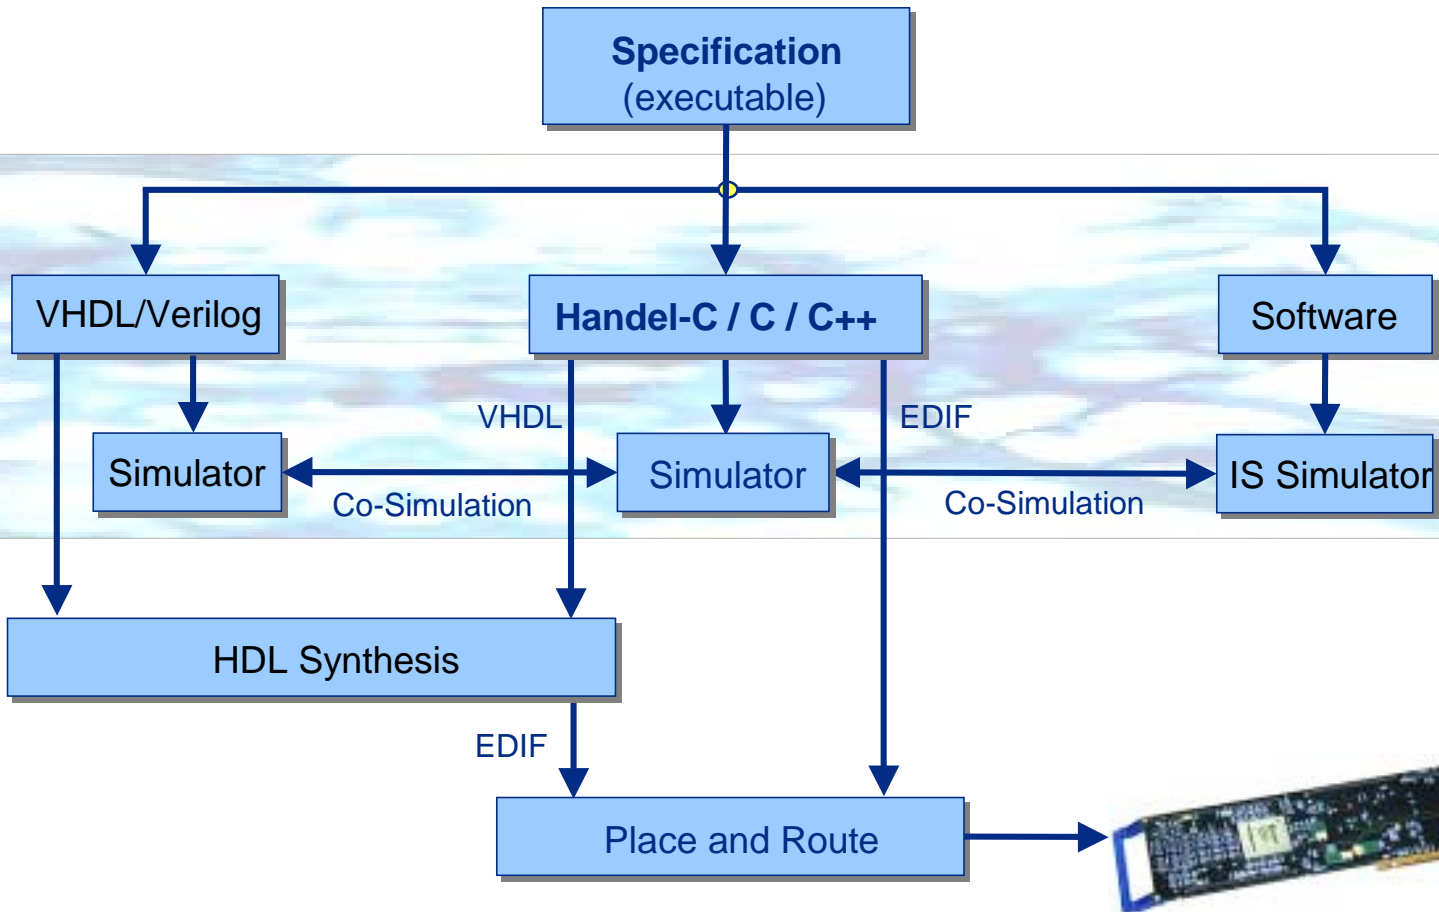 Specification
(executable)
VHDL/Verilog
Handel-C / C / C++
Software
VHDL
EDIF
Simulator
Simulator
IS Simulator
Co-Simulation
Co-Simulation
HDL Synthesis
EDIF
Place and Route